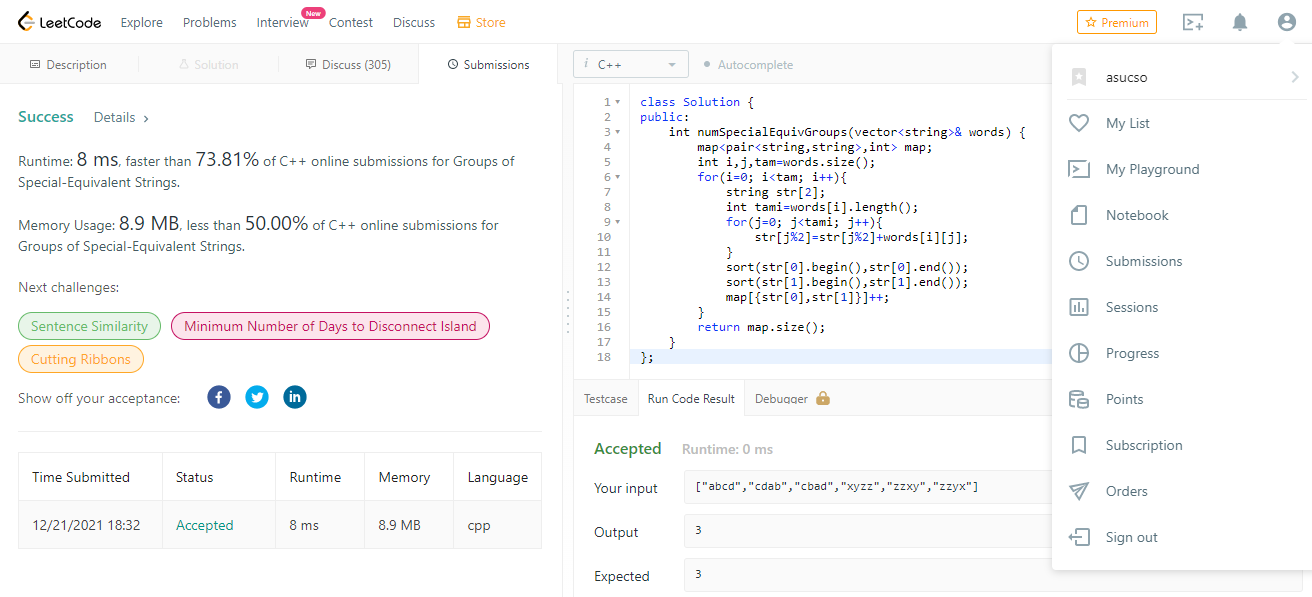 LeetCode
Explore
Problems
Interview
New
Contest
Discuss
Store
Premium
Description
Solution
Discuss (305)
Submissions
i C++
Autocomplete
Success
Details
Runtime: 8 ms, faster than 73.81% of C++ online submissions for Groups of
Special-Equivalent Strings.
Memory Usage: 8.9 MB, less than 50.00% of C++ online submissions for
Groups of Special-Equivalent Strings.
Next challenges:
Sentence Similarity
Minimum Number of Days to Disconnect Island
Cutting Ribbons
Show off your acceptance:
Time Submitted Status Runtime Memory Language
12/21/2021 18:32 Accepted 8 ms 8.9 MB cpp
1 class Solution {
2 public:
3     int numSpecialEquivGroups(vector<string>& words) {
4         map<pair<string,string>,int> map;
5         int i,j,tam=words.size();
6         for(i=0; i<tam; i++){
7             string str[2];
8             int tami=words[i].length();
9             for(j=0; j<tami; j++){
10                 str[j%2]=str[j%2]+words[i][j];
11             }
12             sort(str[0].begin(),str[0].end());
13             sort(str[1].begin(),str[1].end());
14             map[{str[0],str[1]}]++;
15         }
16         return map.size();
17     }
18 };
Testcase
Run Code Result
Debugger
Accepted
Runtime: 0 ms
Your input
["abcd","cdab","cbad","xyzz","zzxy","zzyx"]
Output
3
Expected
3
asucso
My List
My Playground
Notebook
Submissions
Sessions
Progress
Points
Subscription
Orders
Sign out